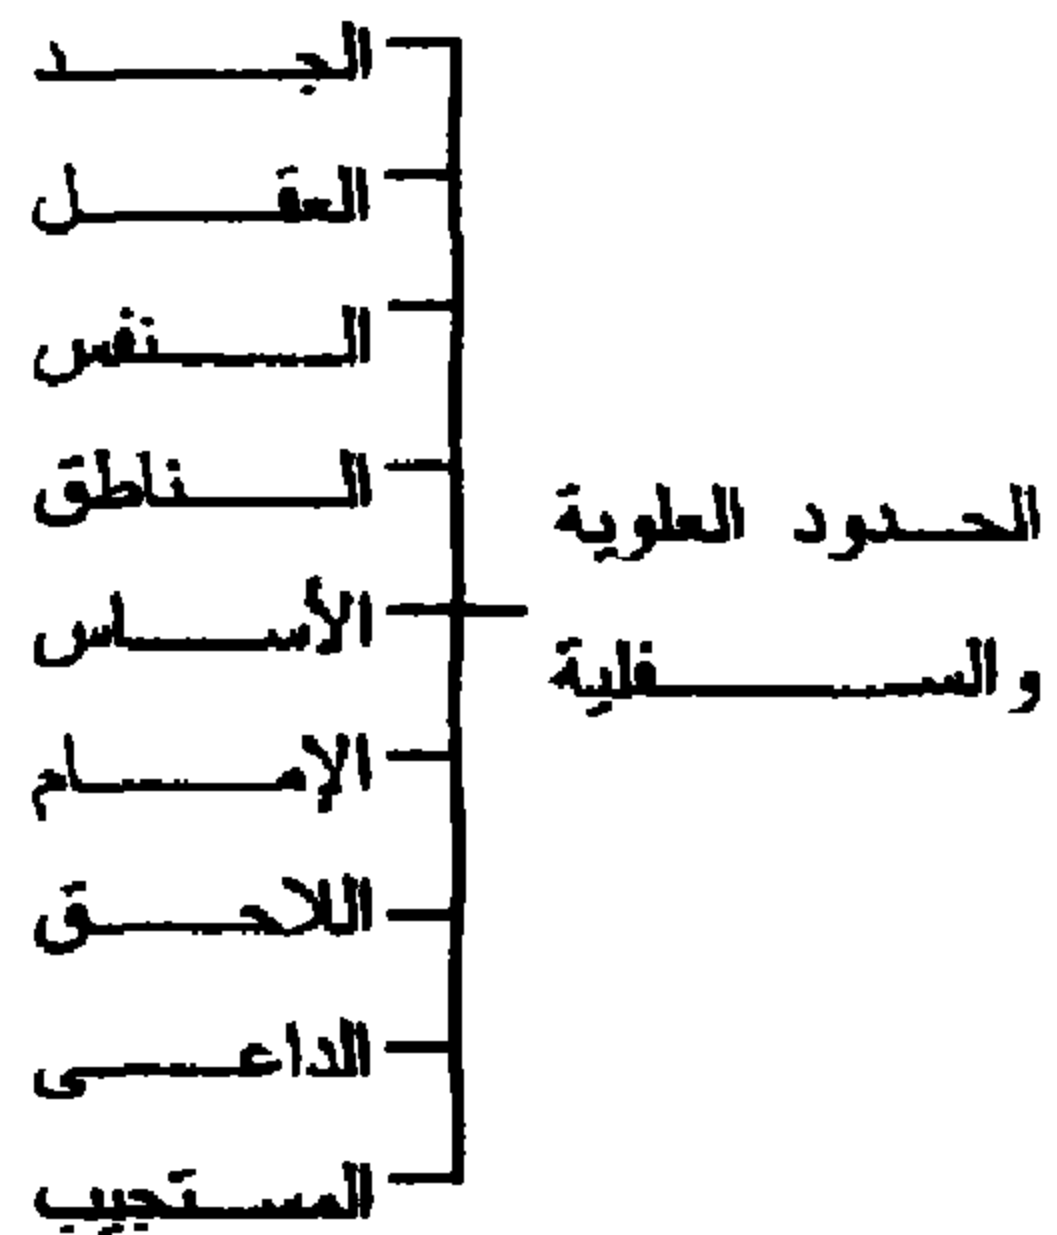 الحدود العلوية
والسفلية
الجد
العقل
النفس
الناطق
الأساس
الإمام
اللاحق
الداعى
المستجيب